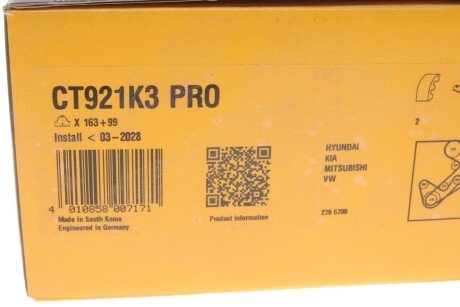 CT921K3 PRO
X 163+99
Install < 03-2028
4 010858 007171
Made In South Korea
Engineered In Germany
Product information
HYUNDAI
KIA
MITSUBISHI
VW
276 5799
2